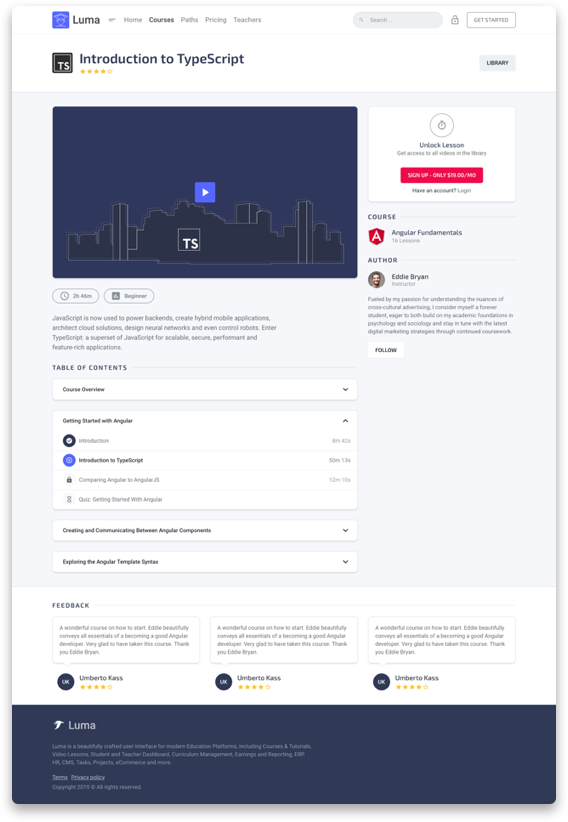 Luma
Home Courses Paths Pricing Teachers
Search ...
GET STARTED
TS
Introduction to TypeScript
LIBRARY
TS
Unlock Lesson
Get access to all videos in the library
SIGN UP - ONLY $19.00/MO
Have an account? Login
COURSE
A
Angular Fundamentals
16 Lessons
AUTHOR
Eddie Bryan
Instructor
Fueled by my passion for understanding the nuances of
cross-cultural advertising, I consider myself a forever
student, eager to both build on my academic foundations in
psychology and sociology and stay in tune with the latest
digital marketing strategies through continued coursework.
FOLLOW
2h 46m
Beginner
JavaScript is now used to power backends, create hybrid mobile applications,
architect cloud solutions, design neural networks and even control robots. Enter
TypeScript: a superset of JavaScript for scalable, secure, performant and
feature-rich applications.
TABLE OF CONTENTS
Course Overview
Getting Started with Angular
Introduction 8m 42s
Introduction to TypeScript 50m 13s
Comparing Angular to AngularJS 12m 10s
Quiz: Getting Started With Angular
Creating and Communicating Between Angular Components
Exploring the Angular Template Syntax
FEEDBACK
A wonderful course on how to start. Eddie beautifully
conveys all essentials of a becoming a good Angular
developer. Very glad to have taken this course. Thank
you Eddie Bryan.
UK
Umberto Kass
A wonderful course on how to start. Eddie beautifully
conveys all essentials of a becoming a good Angular
developer. Very glad to have taken this course. Thank
you Eddie Bryan.
UK
Umberto Kass
A wonderful course on how to start. Eddie beautifully
conveys all essentials of a becoming a good Angular
developer. Very glad to have taken this course. Thank
you Eddie Bryan.
UK
Umberto Kass
Luma
Luma is a beautifully crafted user interface for modern Education Platforms, including Courses & Tutorials,
Video Lessons, Student and Teacher Dashboard, Curriculum Management, Earnings and Reporting, ERP,
HR, CMS, Tasks, Projects, eCommerce and more.
Terms Privacy policy
Copyright 2019 © All rights reserved.